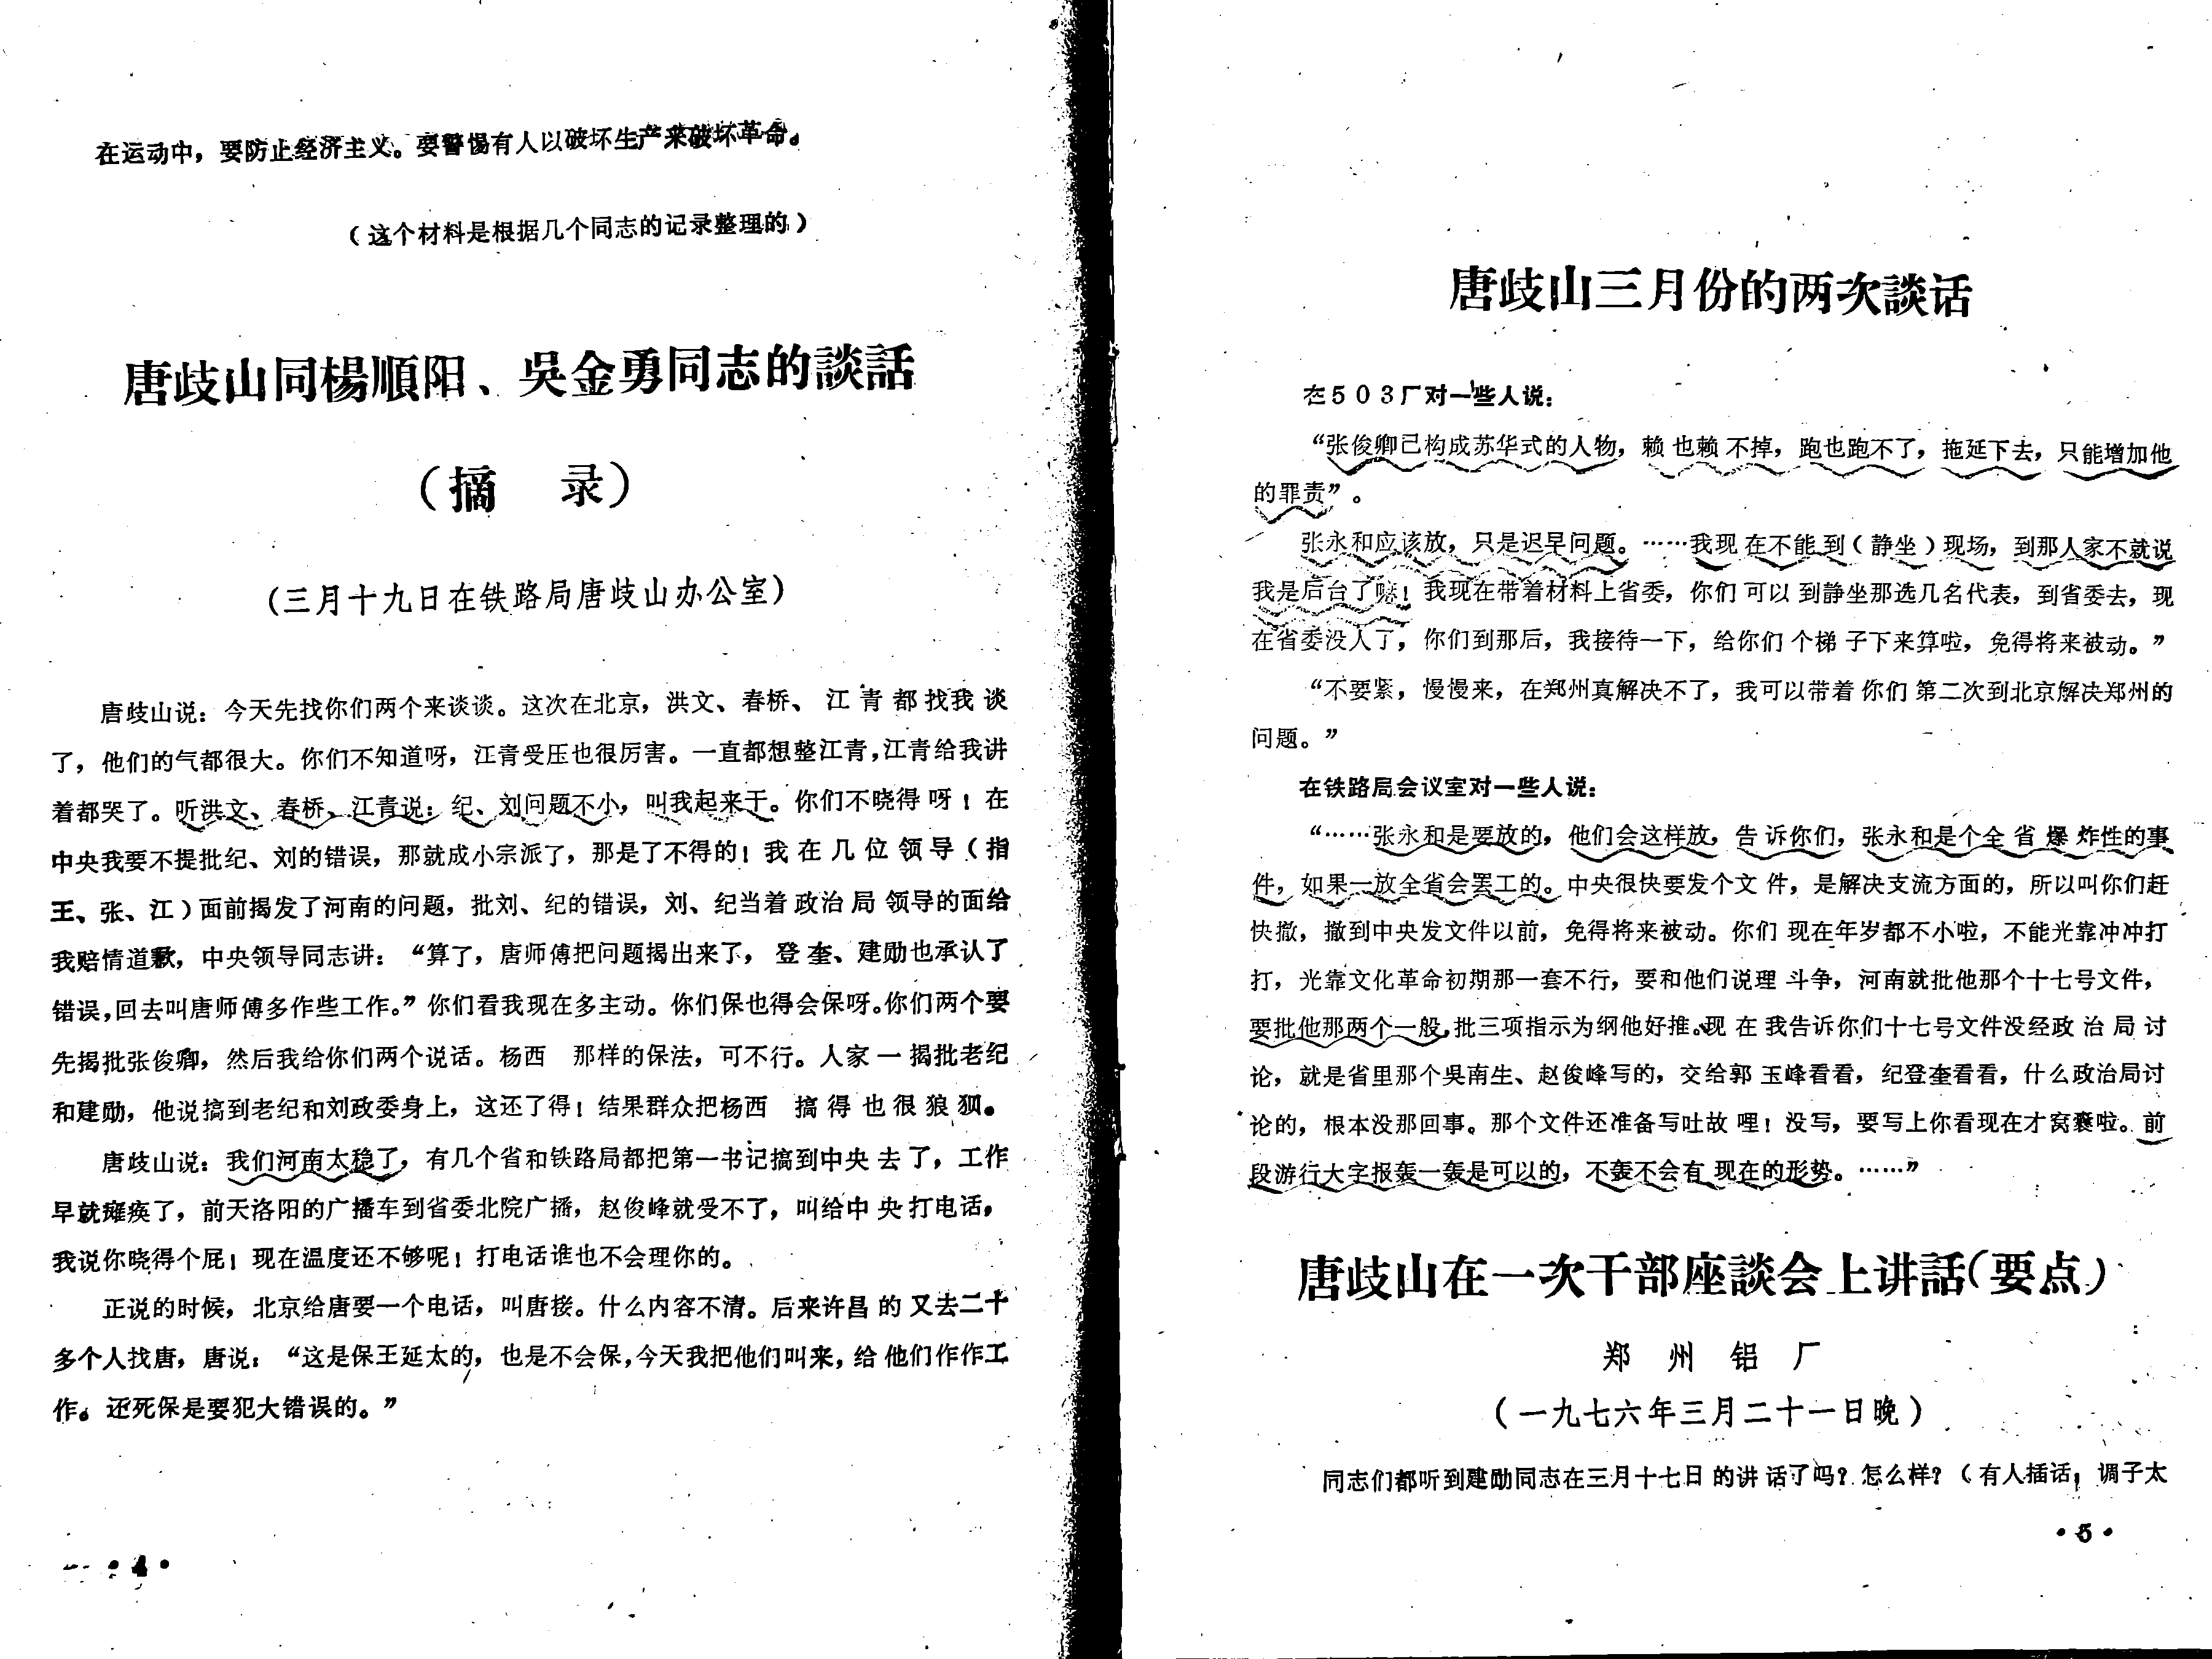 在运动中，要防止经济主义。要警惕有人以破坏生产来破坏革命。
（这个材料是根据几个同志的记录整理的）
唐歧山同楊順阳、吳金勇同志的談話
（摘　录）
（三月十九日在铁路局唐歧山办公室）
唐歧山说：今天先找你们两个来谈谈。这次在北京，洪文、春桥、江青都找我谈
了，他们的气都很大。你们不知道呀，江青受压也很厉害。一直都想整江青，江青给我讲
着都哭了。听洪文、春桥、江青说：纪、刘问题不小，叫我起来干。你们不晓得呀！在
中央我要不提批纪、刘的错误，那就成小宗派了，那是了不得的！我在几位领导（指
王、张、江）面前揭发了河南的问题，批刘、纪的错误，刘、纪当着政治局领导的面给
我赔情道歉，中央领导同志讲：“算了，唐师傅把问题揭出来了，登奎、建勋也承认了
错误，回去叫唐师傅多作些工作。”你们看我现在多主动。你们保也得会保呀。你们两个要
先揭批张俊卿，然后我给你们两个说话。杨西　那样的保法，可不行。人家一揭批老纪
和建勋，他说搞到老纪和刘政委身上，这还了得！结果群众把杨西　搞得也很狼狈。
唐歧山说：我们河南太稳了，有几个省和铁路局都把第一书记搞到中央去了，工作
早就瘫痪了，前天洛阳的广播车到省委北院广播，赵俊峰就受不了，叫给中央打电话，
我说你晓得个屁！现在温度还不够呢！打电话谁也不会理你的。
正说的时候，北京给唐要一个电话，叫唐接。什么内容不清。后来许昌的又去二十
多个人找唐，唐说：“这是保王延太的，也是不会保，今天我把他们叫来，给他们作作工
作。还死保是要犯大错误的。”
·4·
唐歧山三月份的两次談话
在503厂对一些人说：
“张俊卿已构成苏华式的人物，赖也赖不掉，跑也跑不了，拖延下去，只能增加他
的罪责”。
张永和应该放，只是迟早问题。……我现在不能到（静坐）现场，到那人家不就说
我是后台了哒！我现在带着材料上省委，你们可以到静坐那选几名代表，到省委去，现
在省委没人了，你们到那后，我接待一下，给你们个梯子下来算啦，免得将来被动。”
“不要紧，慢慢来，在郑州真解决不了，我可以带着你们第二次到北京解决郑州的
问题。”
在铁路局会议室对一些人说：
“……张永和是要放的，他们会这样放，告诉你们，张永和是个全省爆炸性的事
件，如果一放全省会罢工的。中央很快要发个文件，是解决支流方面的，所以叫你们赶
快撤，撤到中央发文件以前，免得将来被动。你们现在年岁都不小啦，不能光靠冲冲打
打，光靠文化革命初期那一套不行，要和他们说理斗争，河南就批他那个十七号文件，
要批他那两个一般，批三项指示为纲他好推。现在我告诉你们十七号文件没经政治局讨
论，就是省里那个吳南生、赵俊峰写的，交给郭玉峰看看，纪登奎看看，什么政治局讨
论的，根本没那回事。那个文件还准备写吐故哩！没写，要写上你看现在才窝囊啦。前
段游行大字报轰一轰是可以的，不轰不会有现在的形势。……”
唐歧山在一次干部座談会上讲話（要点）
郑州铝厂
（一九七六年三月二十一日晚）
同志们都听到建勋同志在三月十七日的讲话了吗？怎么样？（有人插话，调子太
·5·